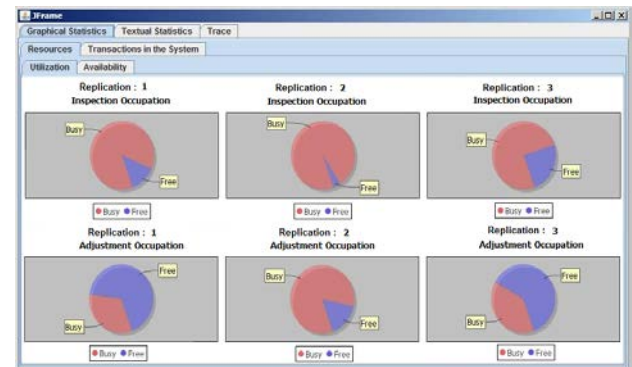 JFrame
Graphical Statistics Textual Statistics Trace
Resources Transactions in the System
Utilization Availability
Replication : 1 Replication : 2 Replication : 3
Inspection Occupation Inspection Occupation Inspection Occupation
Busy Busy Busy
Free Free Free
Busy Free Busy Free Busy Free
Replication : 1 Replication : 2 Replication : 3
Adjustment Occupation Adjustment Occupation Adjustment Occupation
Free Busy Free
Busy Free Busy
Busy Free Busy Free Busy Free